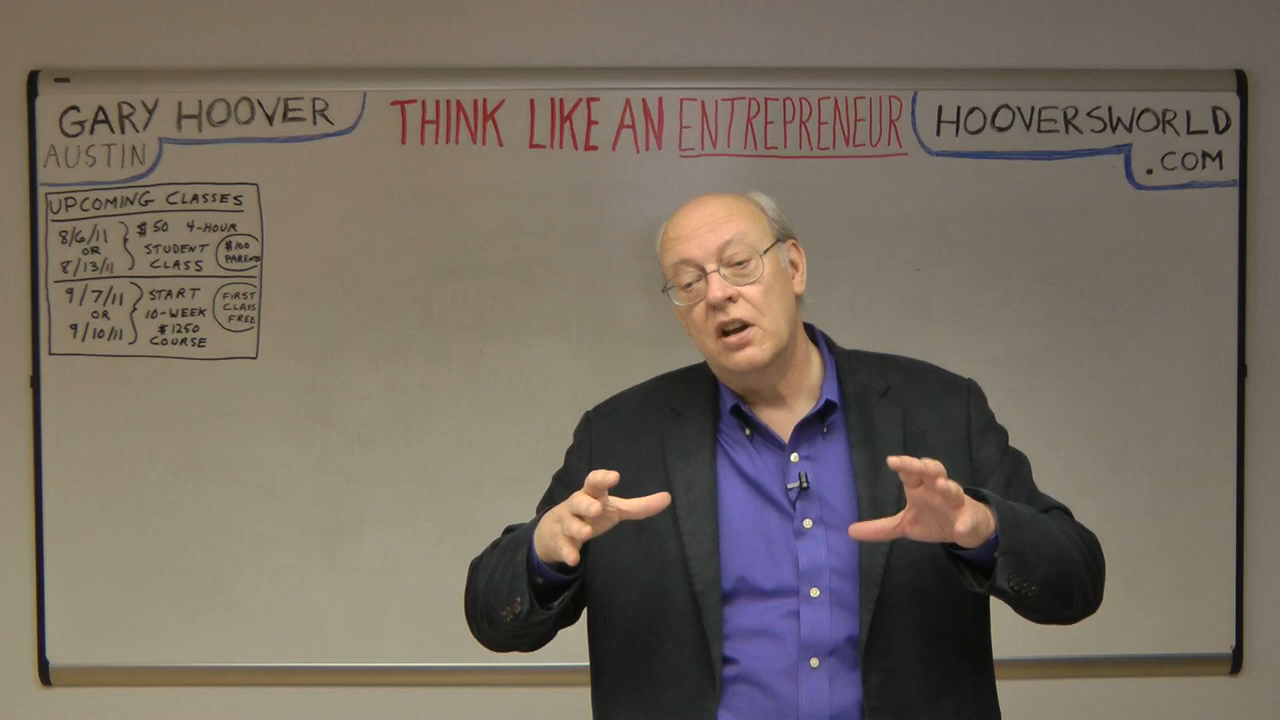 GARY HOOVER
AUSTIN
THINK LIKE AN ENTREPRENEUR
HOOVERSWORLD
.COM
UPCOMING CLASSES
8/6/11
OR
8/13/11
$50 4-HOUR
STUDENT
CLASS
$100
PARENT
9/7/11
OR
9/10/11
START
10-WEEK
$1250
COURSE
FIRST
CLASS
FREE